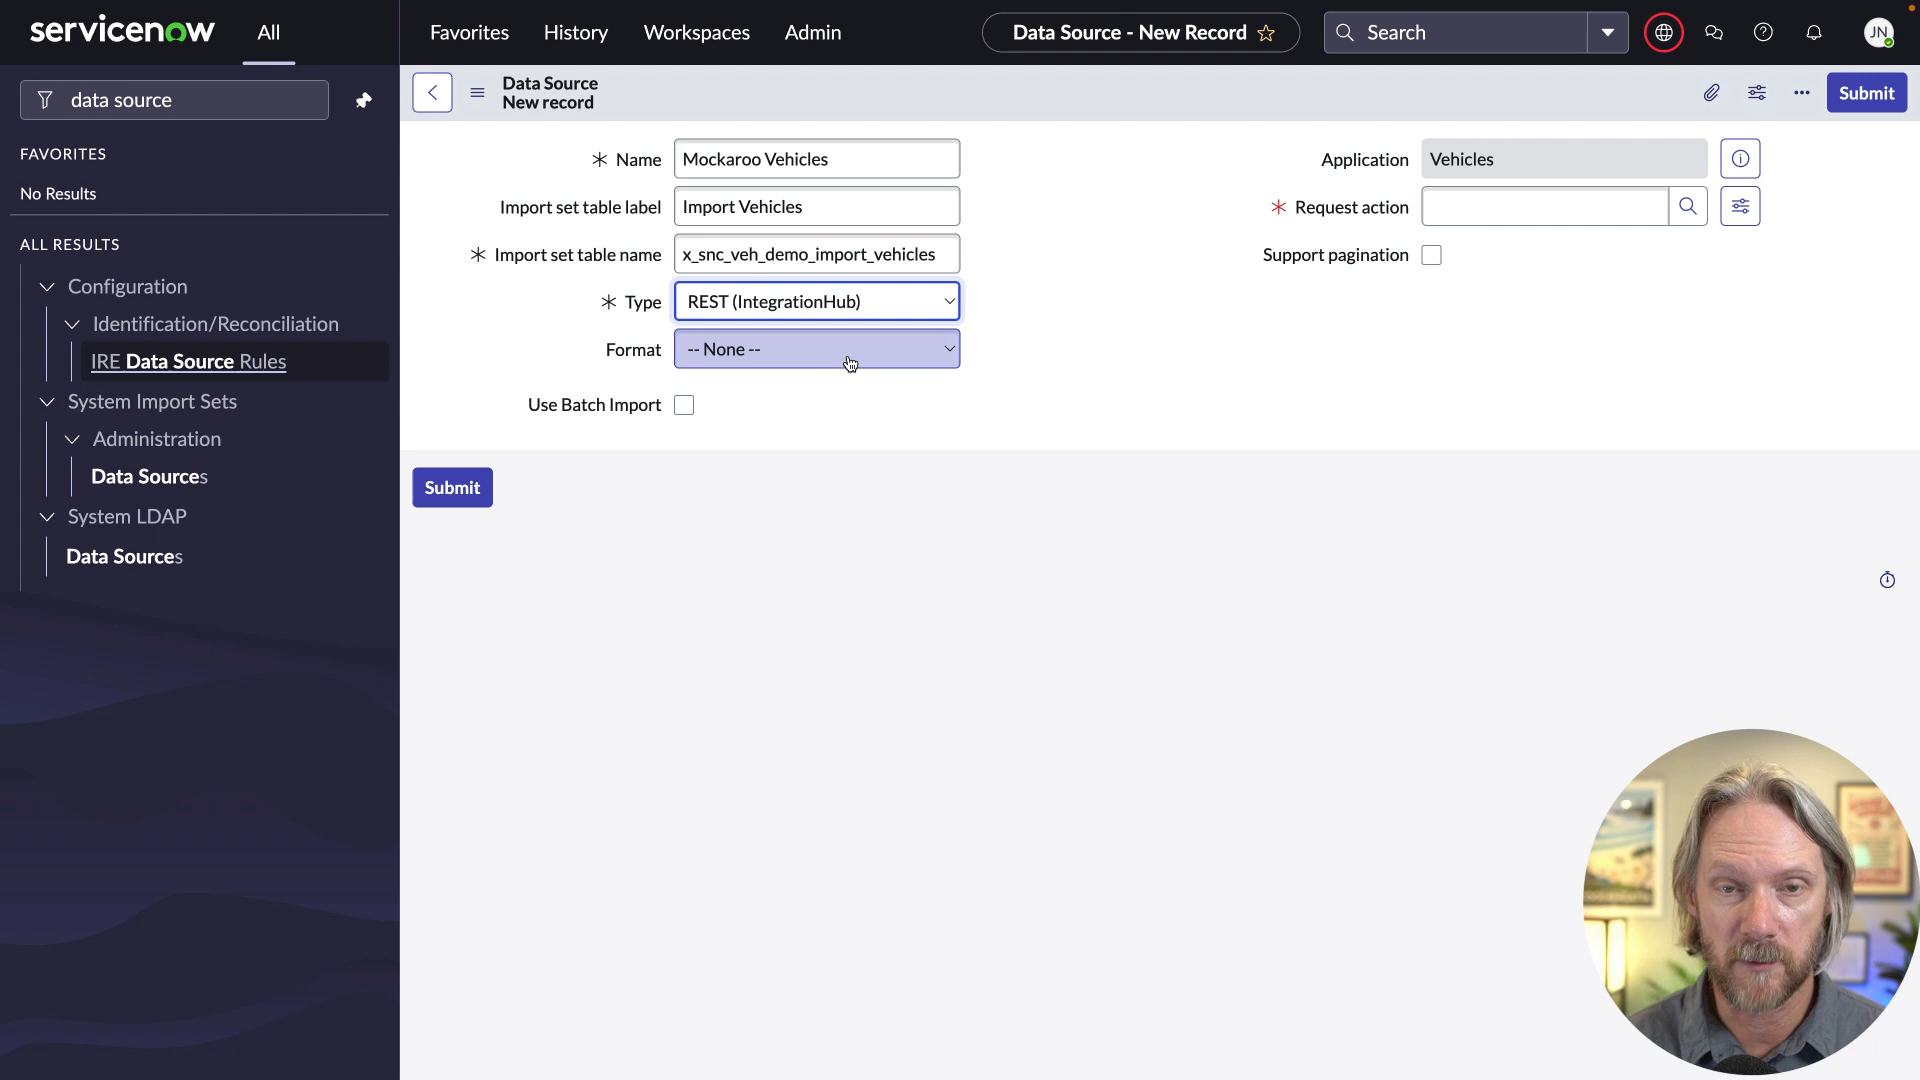 servicenow
All
Favorites
History
Workspaces
Admin
Data Source - New Record
Search
JN
data source
FAVORITES
No Results
ALL RESULTS
Configuration
Identification/Reconciliation
IRE Data Source Rules
System Import Sets
Administration
Data Sources
System LDAP
Data Sources
Data Source
New record
Submit
Name
Mockaroo Vehicles
Import set table label
Import Vehicles
Import set table name
x_snc_veh_demo_import_vehicles
Type
REST (IntegrationHub)
Format
-- None --
Use Batch Import
Application
Vehicles
Request action
Support pagination
Submit